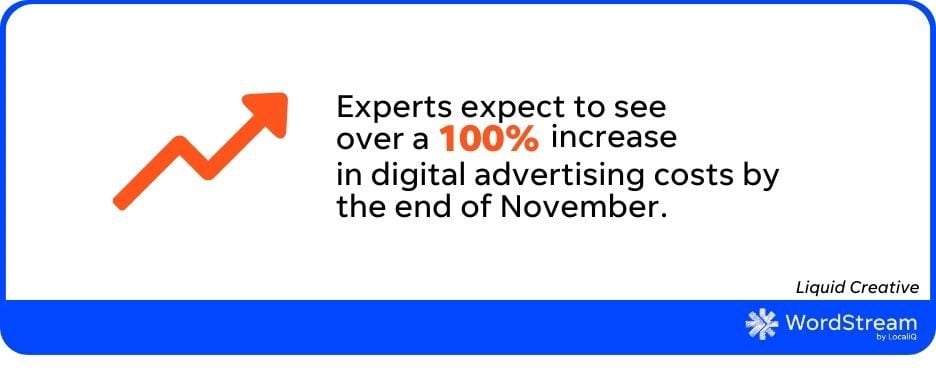 Experts expect to see
over a 100% increase
in digital advertising costs by
the end of November.
Liquid Creative
WordStream
by LocaliQ